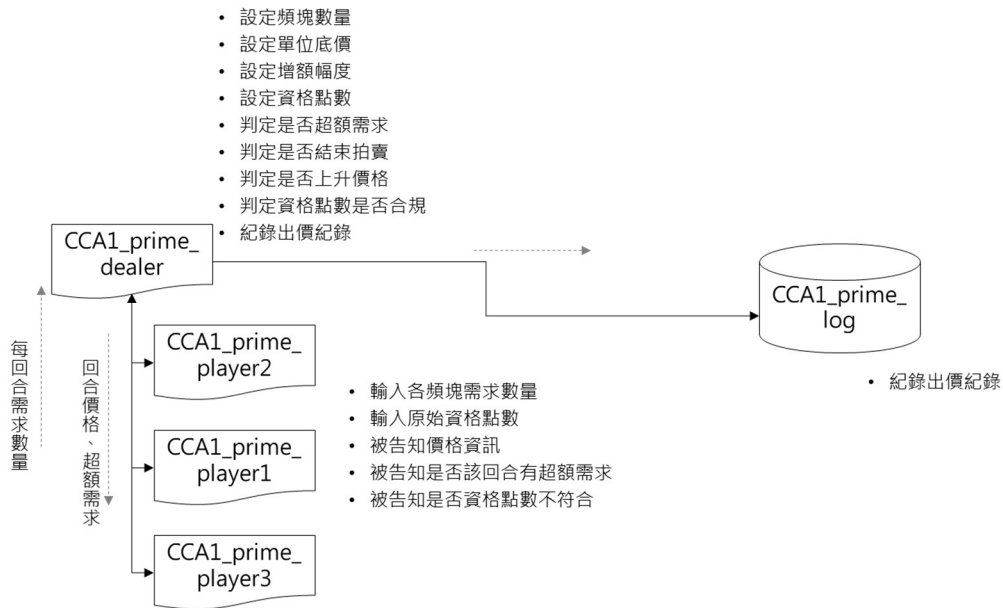 • 設定頻塊數量
• 設定單位底價
• 設定增額幅度
• 設定資格點數
• 判定是否超額需求
• 判定是否結束拍賣
• 判定是否上升價格
• 判定資格點數是否合規
• 紀錄出價紀錄
CCA1_prime_
dealer
CCA1_prime_
log
• 紀錄出價紀錄
每回合需求數量
回合價格、超額需求
CCA1_prime_
player2
CCA1_prime_
player1
CCA1_prime_
player3
• 輸入各頻塊需求數量
• 輸入原始資格點數
• 被告知價格資訊
• 被告知是否該回合有超額需求
• 被告知是否資格點數不符合